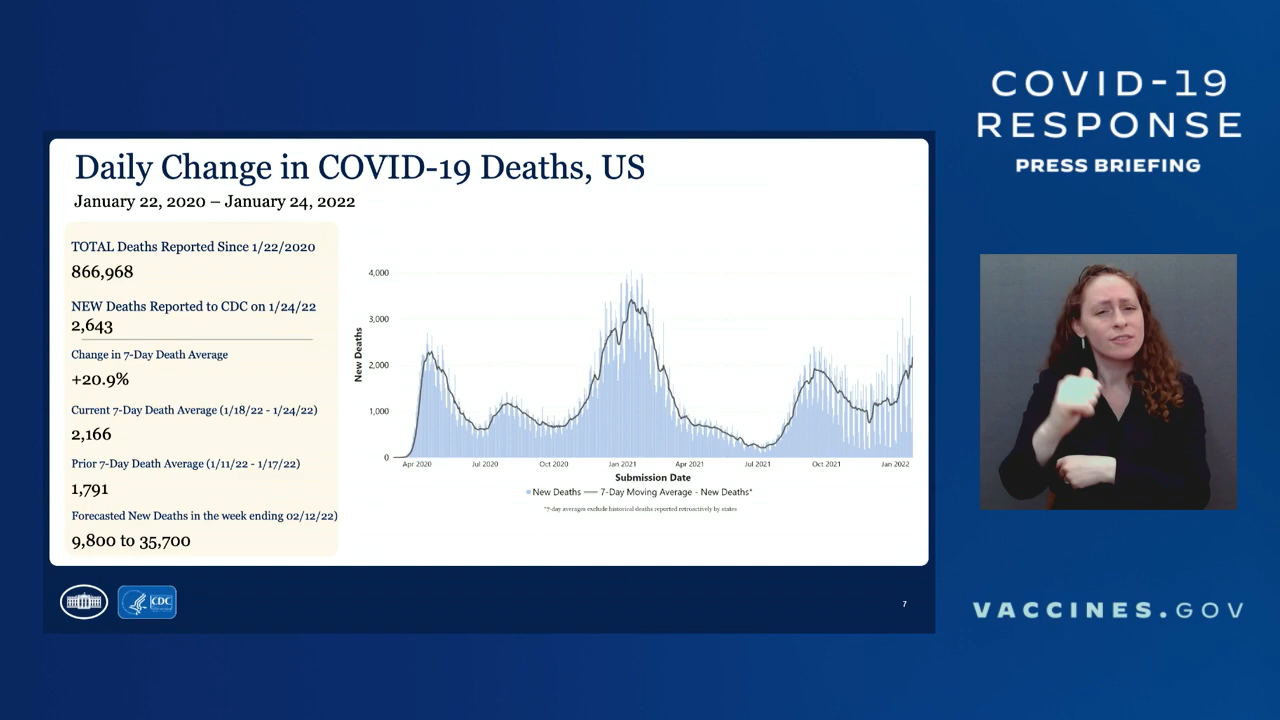 COVID-19
RESPONSE
PRESS BRIEFING
Daily Change in COVID-19 Deaths, US
January 22, 2020 – January 24, 2022
TOTAL Deaths Reported Since 1/22/2020
866,968
NEW Deaths Reported to CDC on 1/24/22
2,643
Change in 7-Day Death Average
+20.9%
Current 7-Day Death Average (1/18/22 - 1/24/22)
2,166
Prior 7-Day Death Average (1/11/22 - 1/17/22)
1,791
Forecasted New Deaths in the week ending 02/12/22)
9,800 to 35,700
New Deaths
4,000
3,000
2,000
1,000
0
Apr 2020 Jul 2020 Oct 2020 Jan 2021 Apr 2021 Jul 2021 Oct 2021 Jan 2022
Submission Date
New Deaths 7-Day Moving Average - New Deaths*
*7-day averages exclude historical deaths reported retroactively by states
CDC
7
VACCINES.GOV